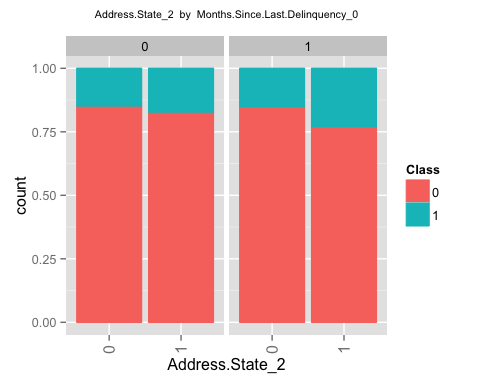 Address.State_2 by Months.Since.Last.Delinquency_0
0 1
1.00
0.75
0.50
0.25
0.00
count
0 1 0 1
Address.State_2
Class
0
1